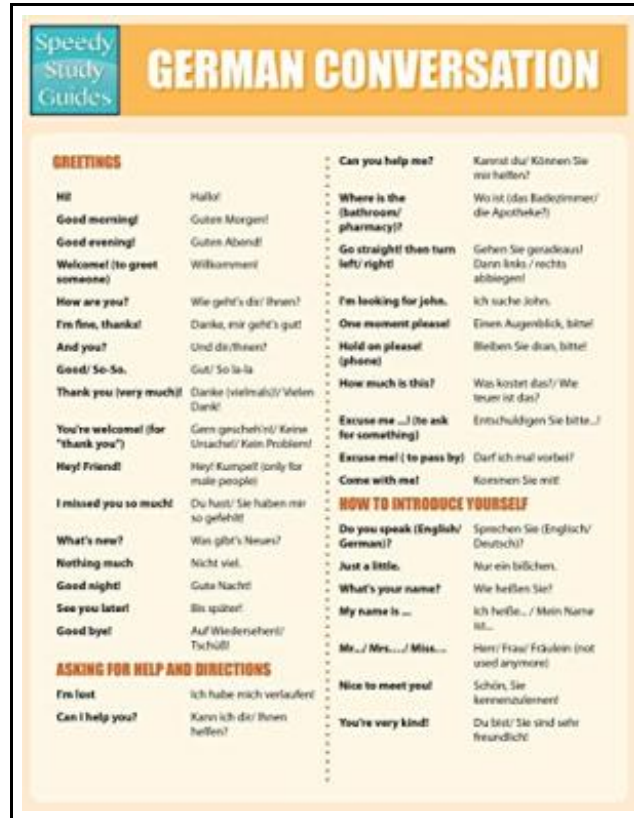 Speedy
Study
Guides
GERMAN CONVERSATION
GREETINGS
Hi! Hallo!
Good morning! Guten Morgen!
Good evening! Guten Abend!
Welcome! (to greet Willkommen!
someone)
How are you? Wie geht's dir/ Ihnen?
I'm fine, thanks! Danke, mir geht's gut!
And you? Und dir/Ihnen?
Good/ So-So. Gut/ So la-la
Thank you (very much)! Danke (vielmals)!/ Vielen
Dank!
You're welcome! (for Gern gescheh'n!/ Keine
"thank you") Ursache!/ Kein Problem!
Hey! Friend! Hey! Kumpel! (only for
male people)
I missed you so much! Du hast/ Sie haben mir
so gefehlt!
What's new? Was gibt's Neues?
Nothing much Nicht viel.
Good night! Gute Nacht!
See you later! Bis später!
Good bye! Auf Wiedersehen!/
Tschüß!
ASKING FOR HELP AND DIRECTIONS
I'm lost Ich habe mich verlaufen!
Can I help you? Kann ich dir/ Ihnen
helfen?
Can you help me? Kannst du/ Können Sie
mir helfen?
Where is the Wo ist (das Badezimmer/
(bathroom/ die Apotheke?)
pharmacy)?
Go straight! then turn Gehen Sie geradeaus!
left/ right! Dann links / rechts
abbiegen!
I'm looking for john. Ich suche John.
One moment please! Einen Augenblick, bitte!
Hold on please! Bleiben Sie dran, bitte!
(phone)
How much is this? Was kostet das?/ Wie
teuer ist das?
Excuse me ...! (to ask Entschuldigen Sie bitte...!
for something)
Excuse me! ( to pass by) Darf ich mal vorbei?
Come with me! Kommen Sie mit!
HOW TO INTRODUCE YOURSELF
Do you speak (English/ Sprechen Sie (Englisch/
German)? Deutsch)?
Just a little. Nur ein bißchen.
What's your name? Wie heißen Sie?
My name is ... Ich heiße... / Mein Name
ist...
Mr.../ Mrs..../ Miss.... Herr/ Frau/ Fräulein (not
used anymore)
Nice to meet you! Schön, Sie
kennenzulernen!
You're very kind! Du bist/ Sie sind sehr
freundlich!